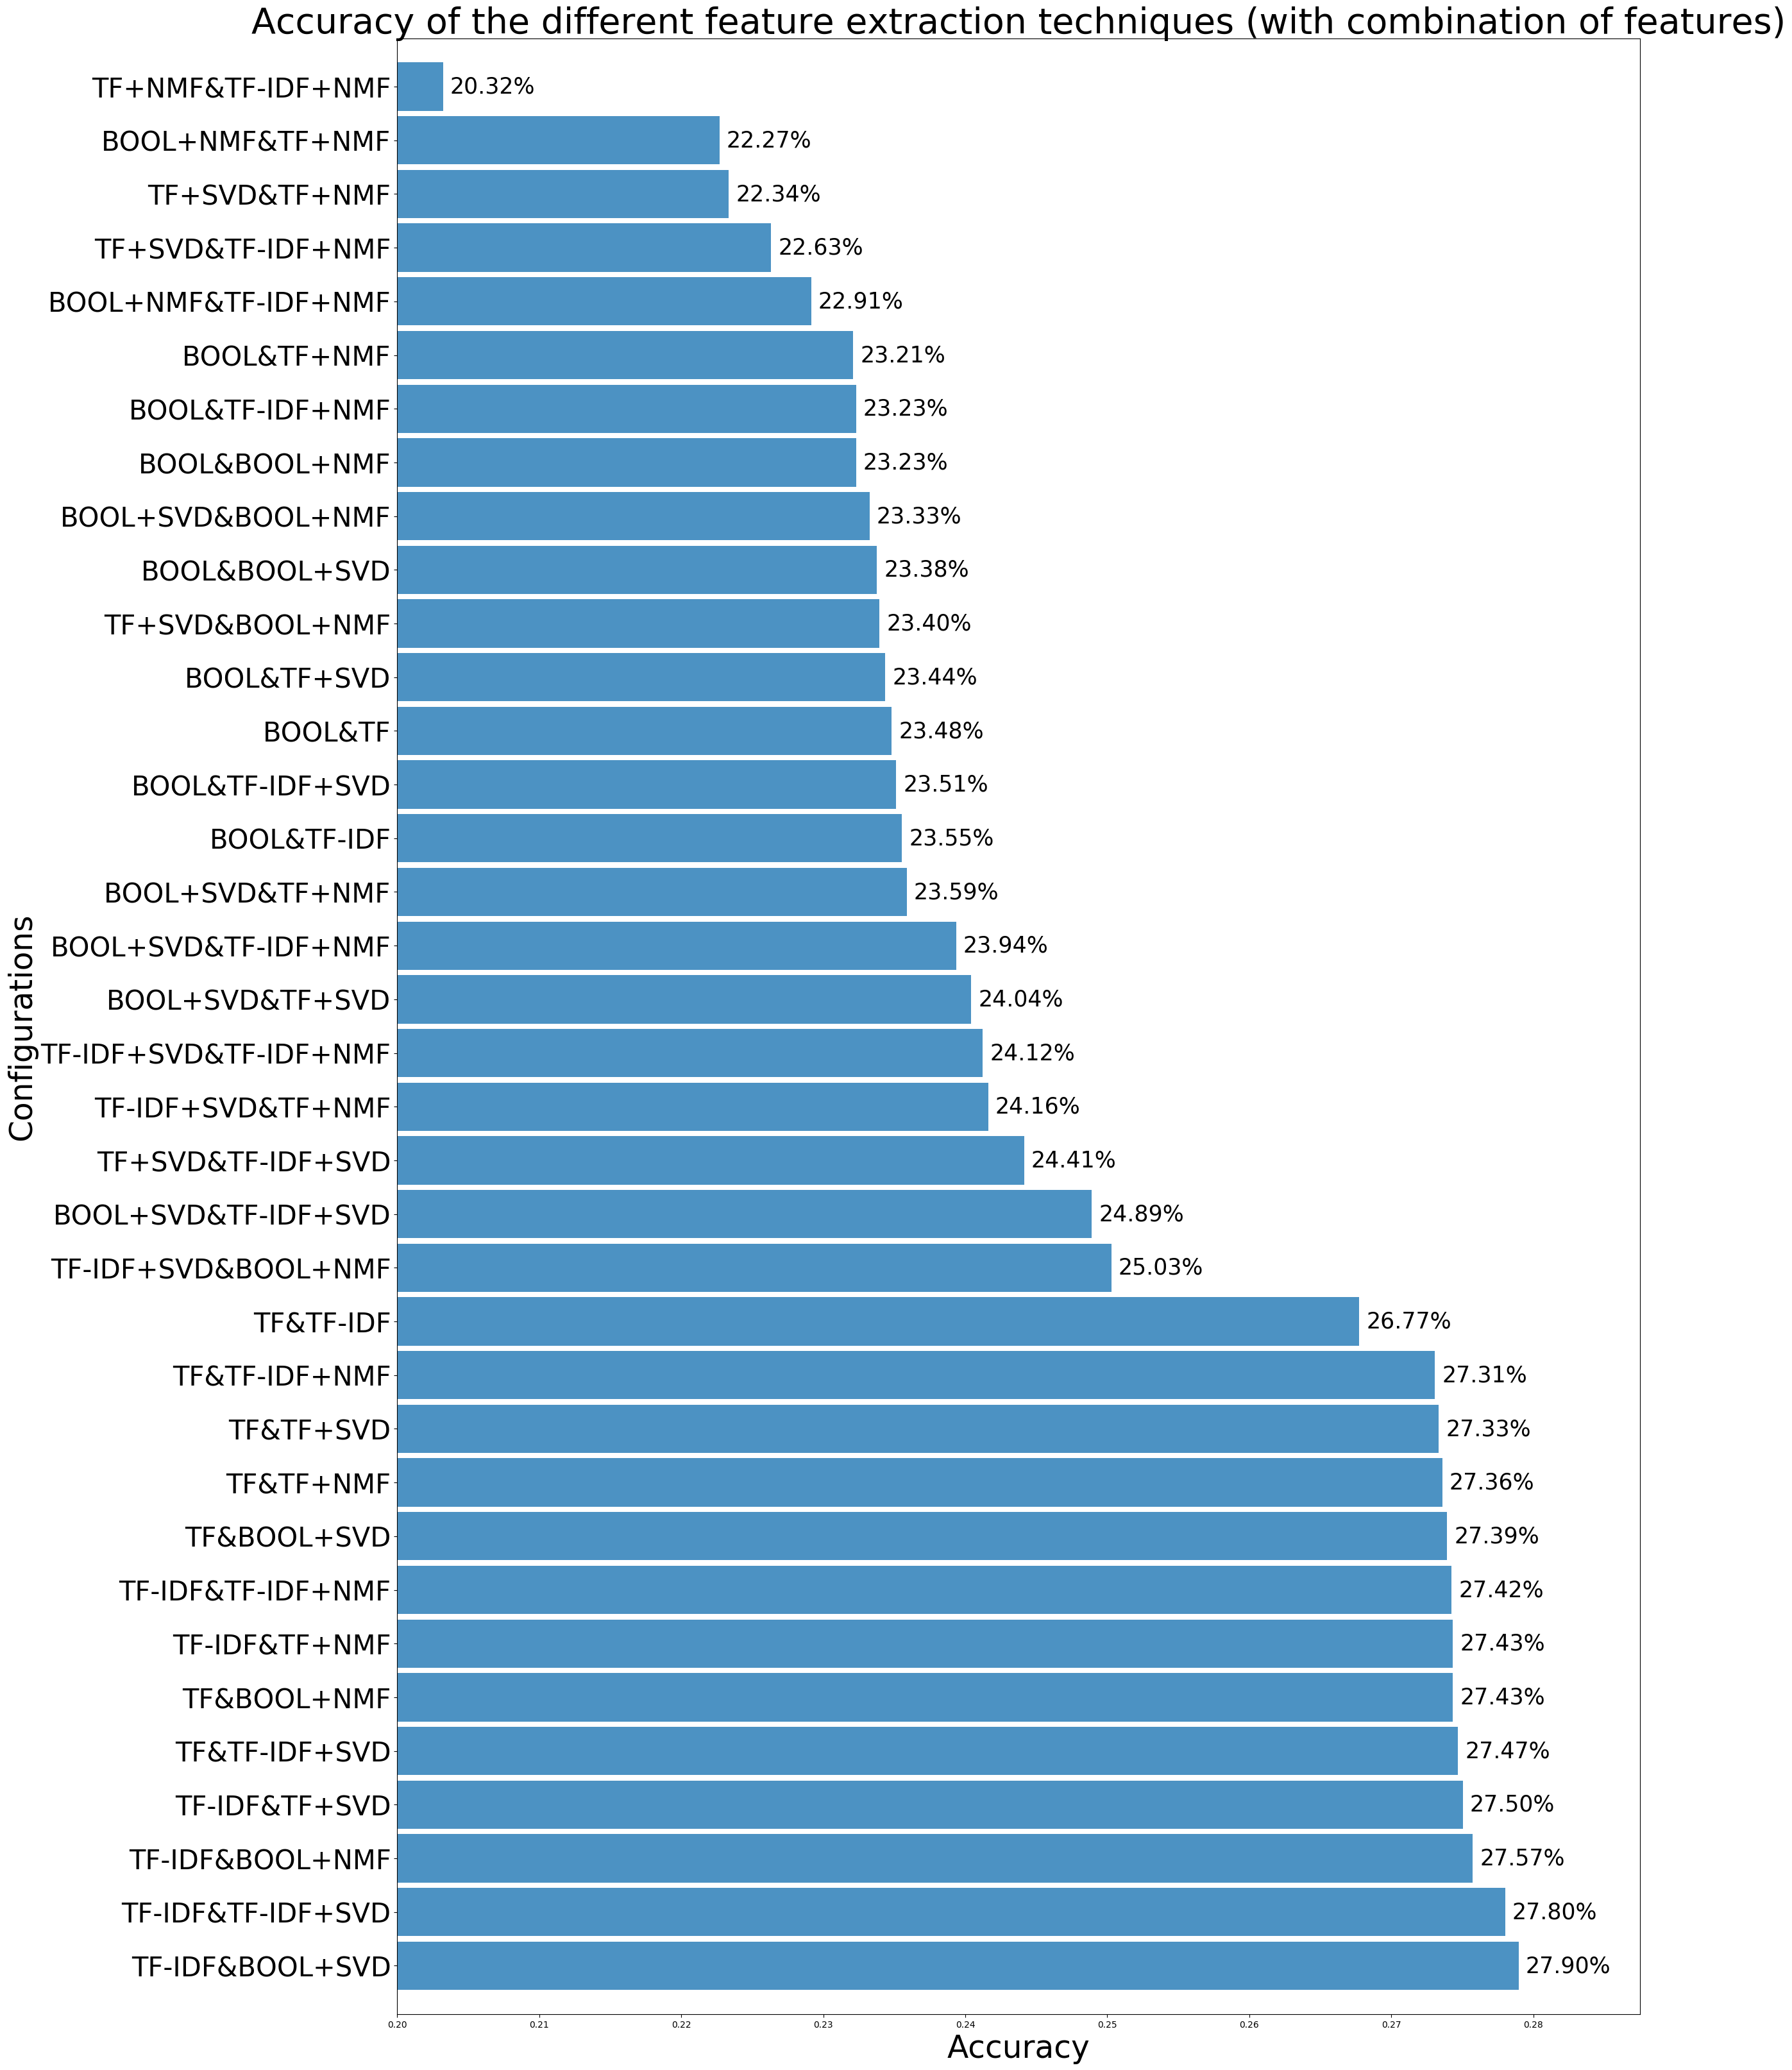 Accuracy of the different feature extraction techniques (with combination of features)
TF+NMF&TF-IDF+NMF 20.32%
BOOL+NMF&TF+NMF 22.27%
TF+SVD&TF+NMF 22.34%
TF+SVD&TF-IDF+NMF 22.63%
BOOL+NMF&TF-IDF+NMF 22.91%
BOOL&TF+NMF 23.21%
BOOL&TF-IDF+NMF 23.23%
BOOL&BOOL+NMF 23.23%
BOOL+SVD&BOOL+NMF 23.33%
BOOL&BOOL+SVD 23.38%
TF+SVD&BOOL+NMF 23.40%
BOOL&TF+SVD 23.44%
BOOL&TF 23.48%
BOOL&TF-IDF+SVD 23.51%
BOOL&TF-IDF 23.55%
BOOL+SVD&TF+NMF 23.59%
BOOL+SVD&TF-IDF+NMF 23.94%
BOOL+SVD&TF+SVD 24.04%
TF-IDF+SVD&TF-IDF+NMF 24.12%
TF-IDF+SVD&TF+NMF 24.16%
TF+SVD&TF-IDF+SVD 24.41%
BOOL+SVD&TF-IDF+SVD 24.89%
TF-IDF+SVD&BOOL+NMF 25.03%
TF&TF-IDF 26.77%
TF&TF-IDF+NMF 27.31%
TF&TF+SVD 27.33%
TF&TF+NMF 27.36%
TF&BOOL+SVD 27.39%
TF-IDF&TF-IDF+NMF 27.42%
TF-IDF&TF+NMF 27.43%
TF&BOOL+NMF 27.43%
TF&TF-IDF+SVD 27.47%
TF-IDF&TF+SVD 27.50%
TF-IDF&BOOL+NMF 27.57%
TF-IDF&TF-IDF+SVD 27.80%
TF-IDF&BOOL+SVD 27.90%
Configurations
0.20 0.21 0.22 0.23 0.24 0.25 0.26 0.27 0.28
Accuracy